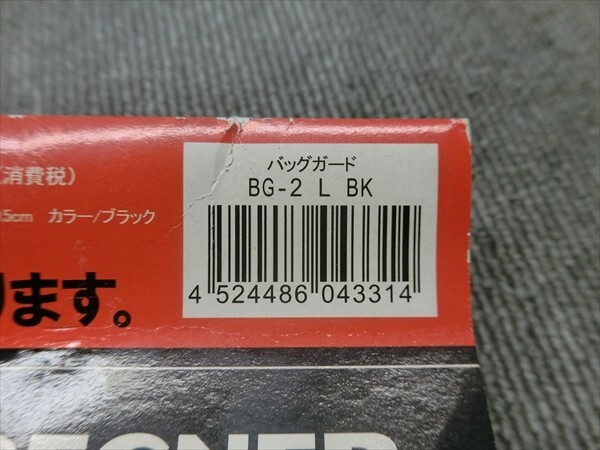 バッグガード
BG-2 L BK
4 524486 043314
(消費税)
.5cm カラー/ブラック
ります。